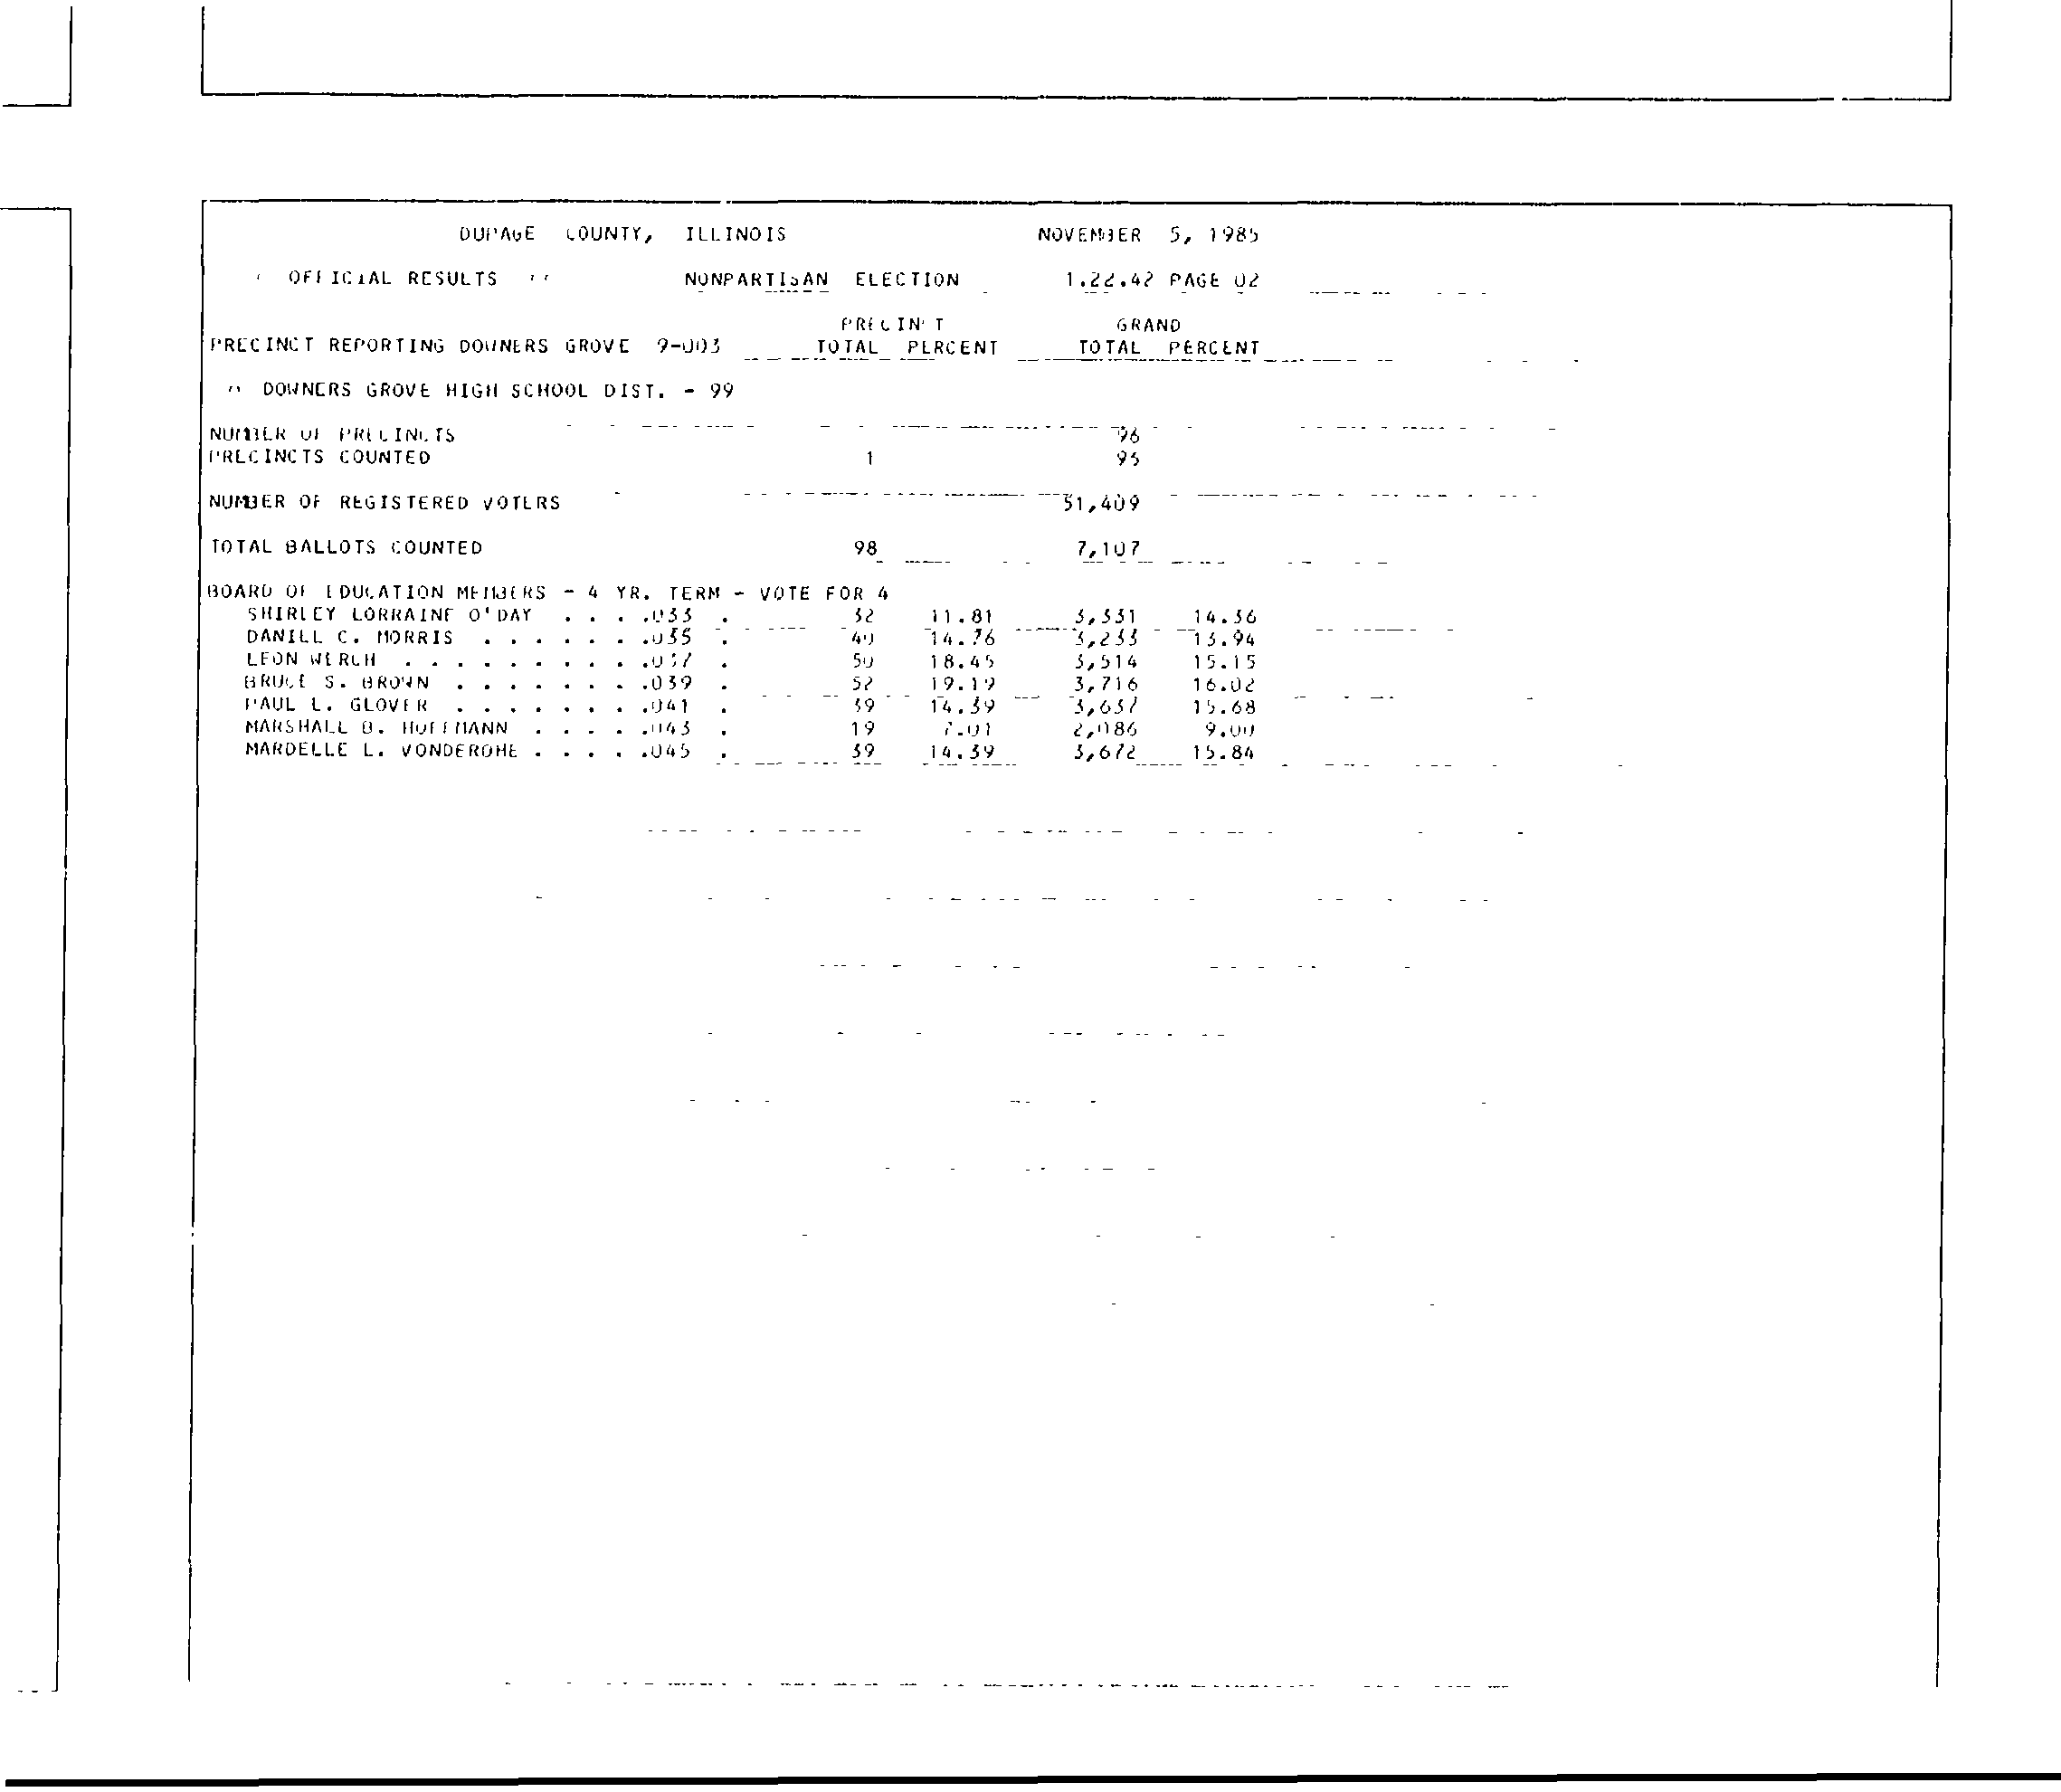 DUPAGE COUNTY, ILLINOIS NOVEMBER 5, 1985
OFFICIAL RESULTS NONPARTISAN ELECTION 1.22.42 PAGE 02
PRECINCT GRAND
PRECINCT REPORTING DOWNERS GROVE 9-003 TOTAL PERCENT TOTAL PERCENT
DOWNERS GROVE HIGH SCHOOL DIST. - 99
NUMBER OF PRECINCTS 96
PRECINCTS COUNTED 1 95
NUMBER OF REGISTERED VOTERS 51,409
TOTAL BALLOTS COUNTED 98 7,107
BOARD OF EDUCATION MEMBERS - 4 YR. TERM - VOTE FOR 4
SHIRLEY LORRAINE O'DAY . . . .033 . 32 11.81 3,331 14.36
DANIEL C. MORRIS . . . . . . .035 . 40 14.76 3,233 13.94
LEON WERCH . . . . . . . . . .037 . 50 18.45 3,514 15.15
BRUCE S. BROWN . . . . . . . .039 . 52 19.19 3,716 16.02
PAUL L. GLOVER . . . . . . . .041 . 39 14.39 3,637 15.68
MARSHALL D. HOFFMANN . . . . .043 . 19 7.01 2,086 9.00
MARDELLE L. VONDEROHE . . . . .045 . 39 14.39 3,672 15.84